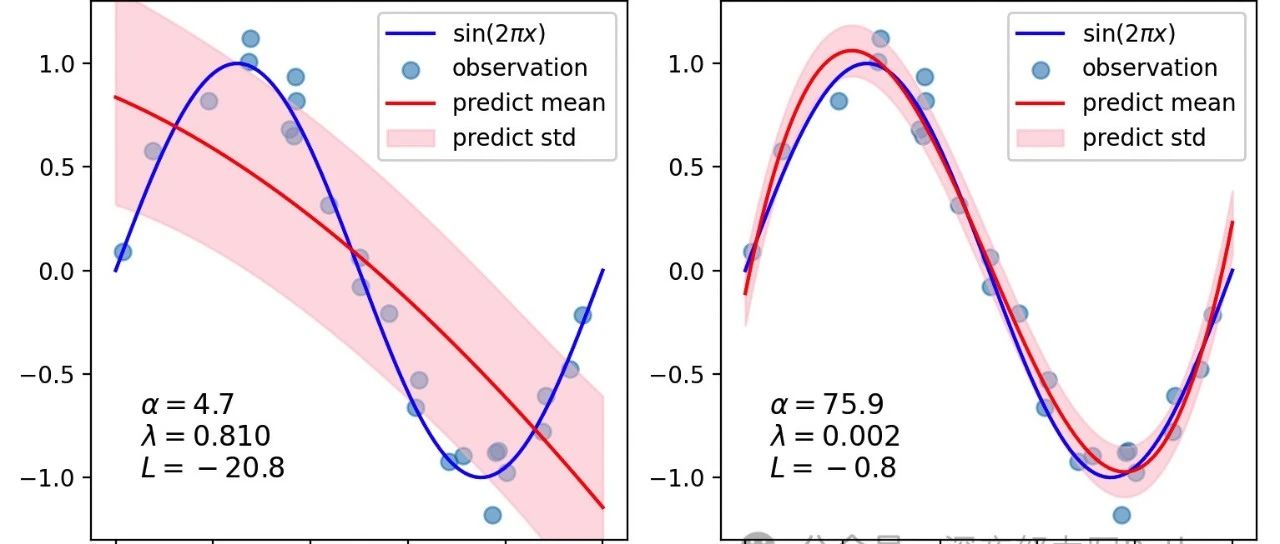 sin(2πx)
observation
predict mean
predict std
1.0
0.5
0.0
−0.5
−1.0
α = 4.7
λ = 0.810
L = −20.8
sin(2πx)
observation
predict mean
predict std
1.0
0.5
0.0
−0.5
−1.0
α = 75.9
λ = 0.002
L = −0.8